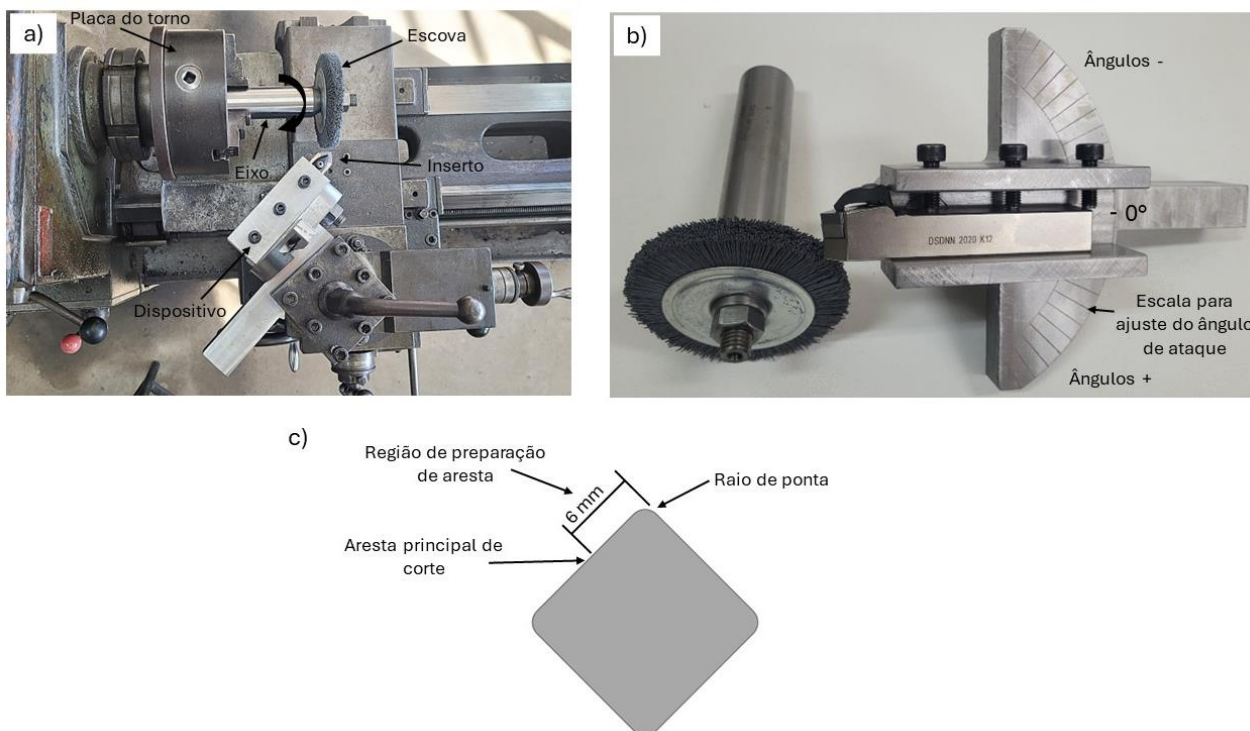 a)
Placa do torno
Escova
Eixo
Inserto
Dispositivo
b)
Ângulos -
- 0°
DSDNN 2020 K12
Escala para
ajuste do ângulo
de ataque
Ângulos +
c)
Região de preparação
de aresta
6 mm
Raio de ponta
Aresta principal de
corte